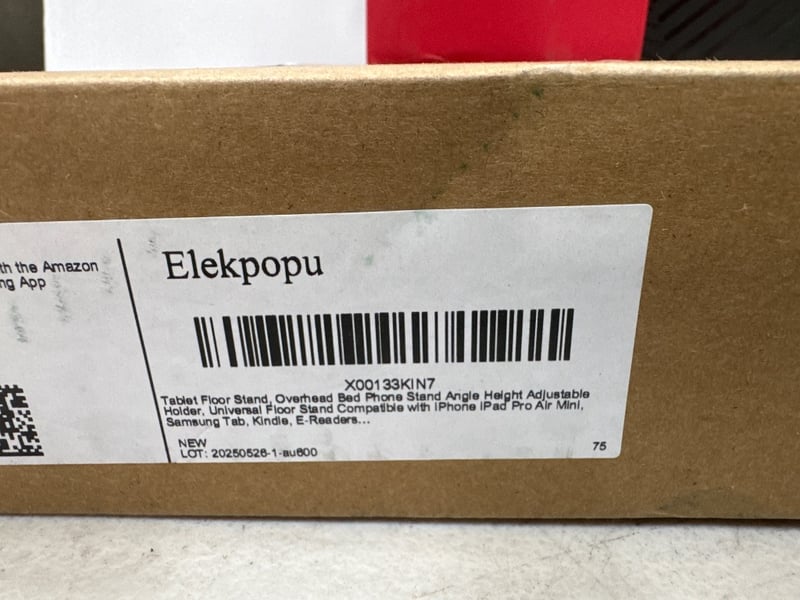 th the Amazon
ng App
Elekpopu
X00133KIN7
Tablet Floor Stand, Overhead Bed Phone Stand Angle Height Adjustable
Holder, Universal Floor Stand Compatible with iPhone iPad Pro Air Mini,
Samsung Tab, Kindle, E-Readers...
NEW
LOT: 20250526-1-au600
75